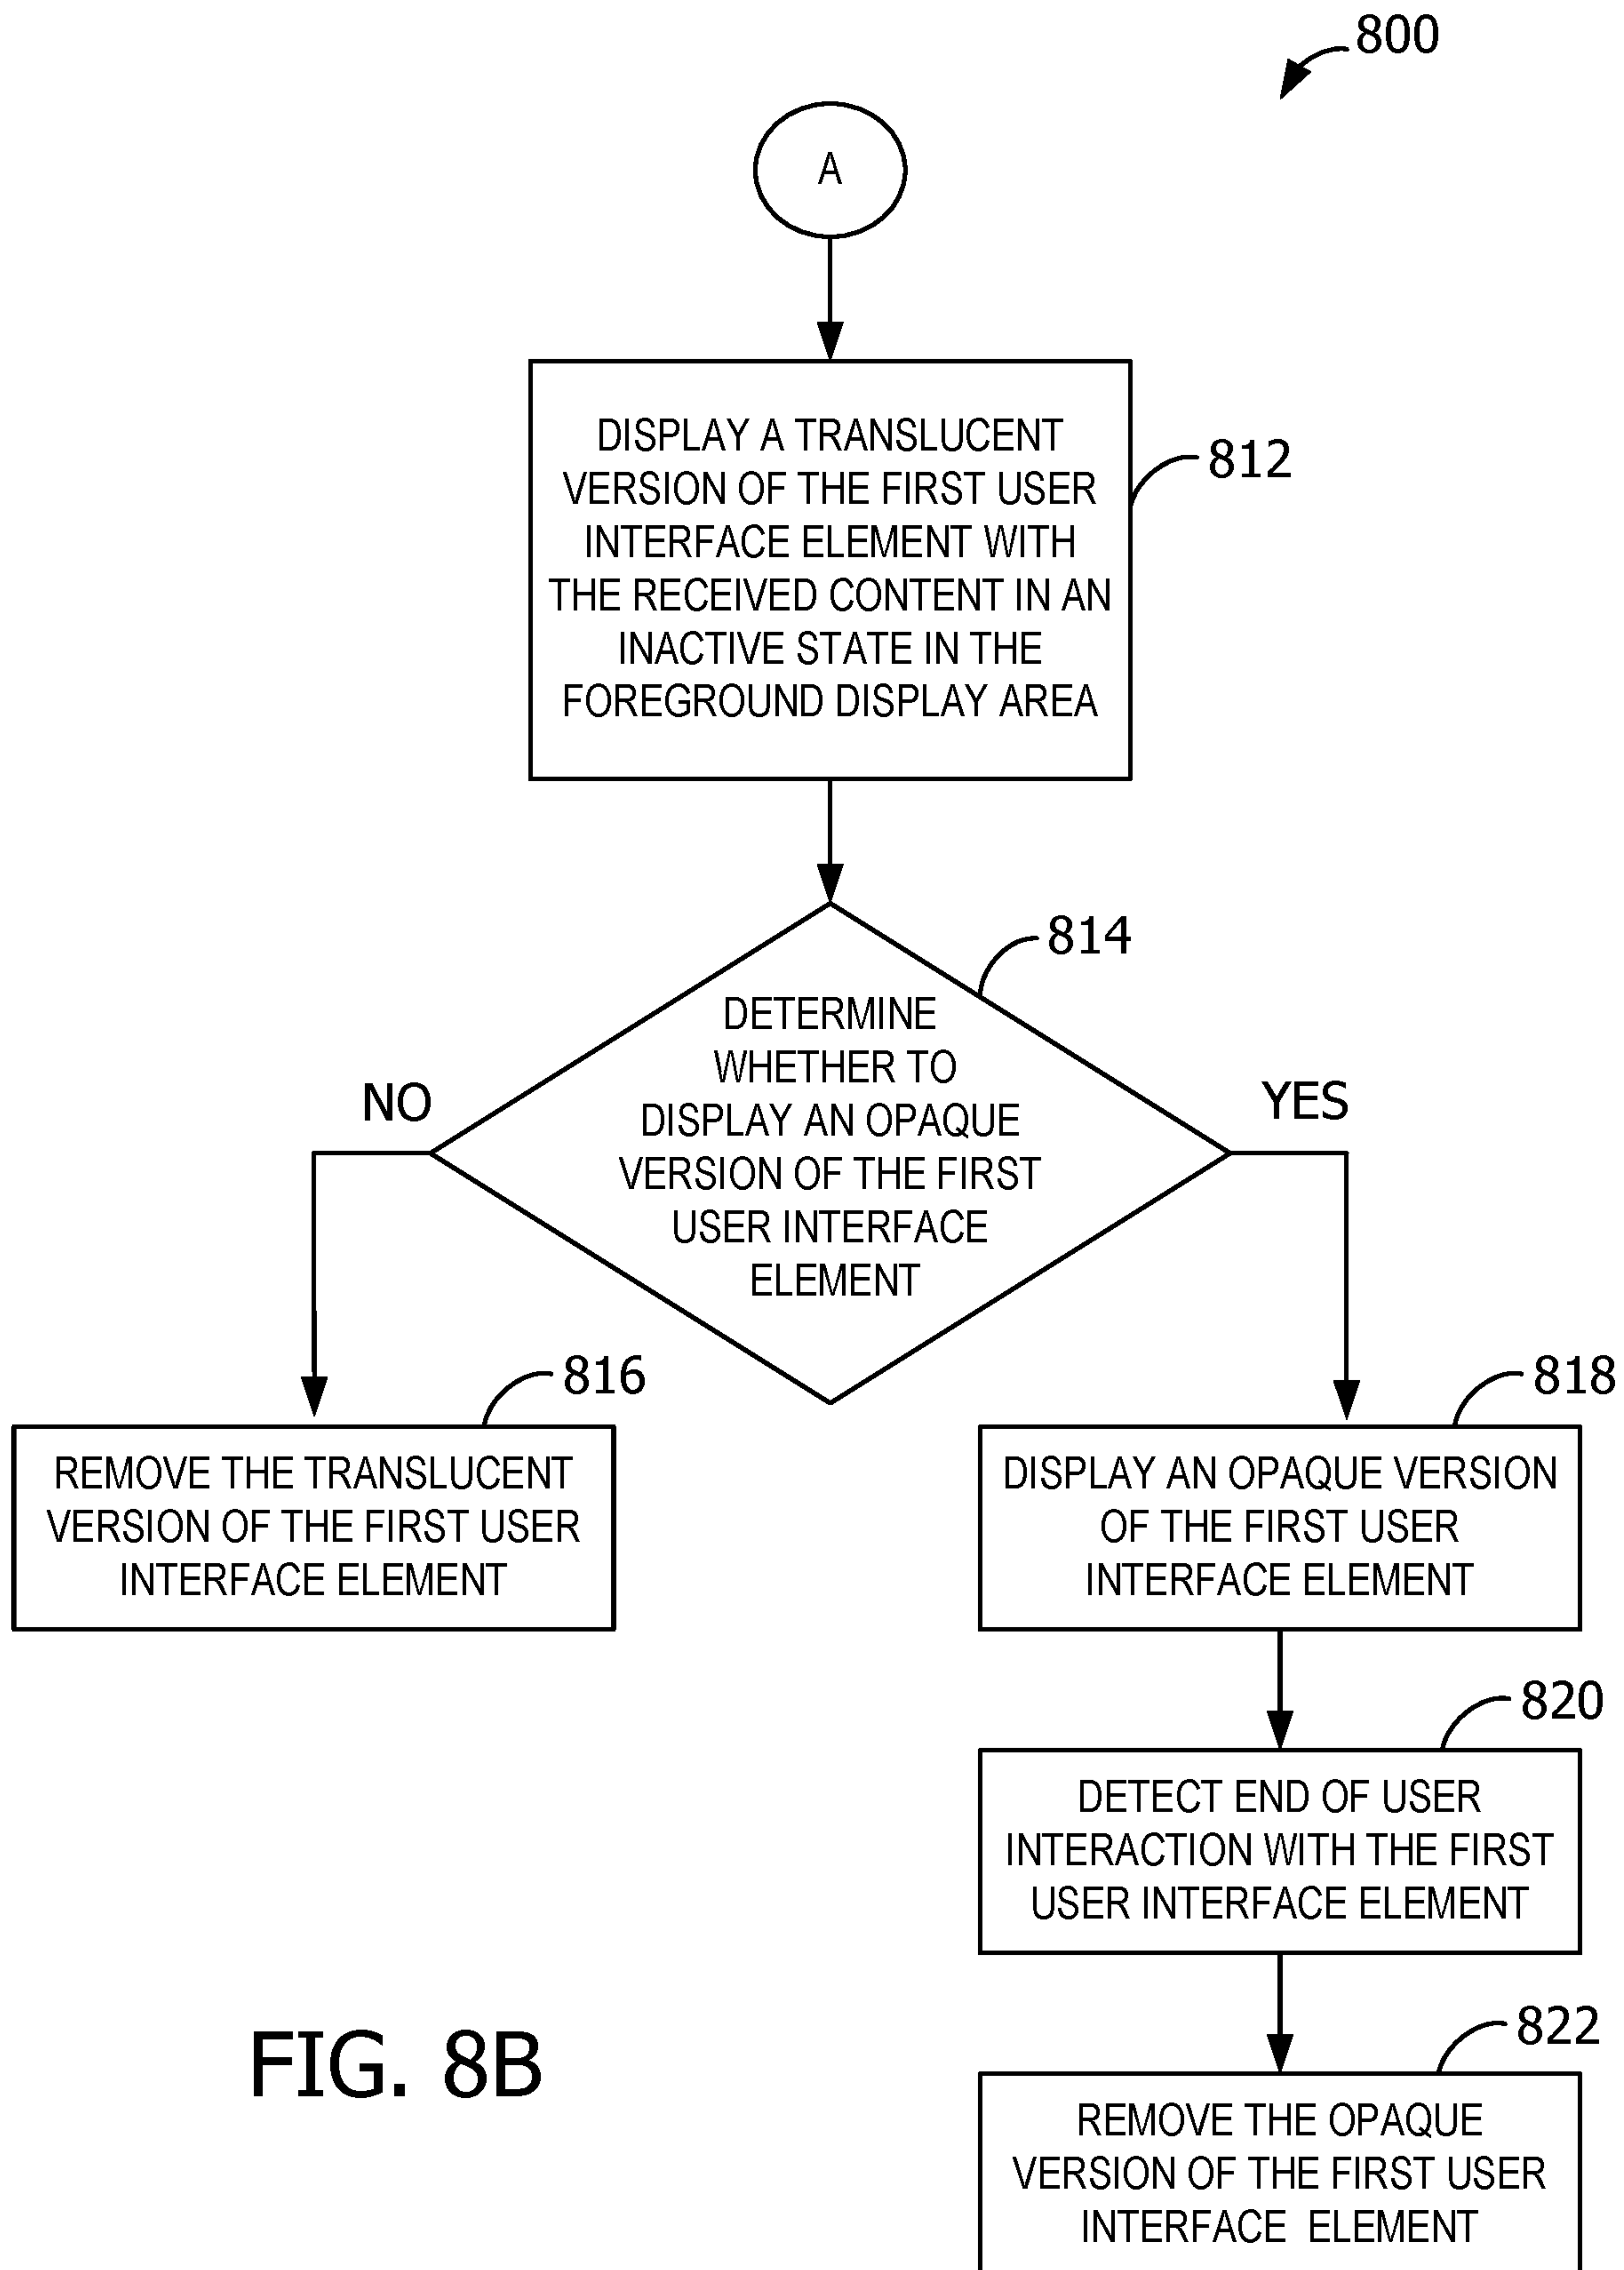 800
A
DISPLAY A TRANSLUCENT
VERSION OF THE FIRST USER
INTERFACE ELEMENT WITH
THE RECEIVED CONTENT IN AN
INACTIVE STATE IN THE
FOREGROUND DISPLAY AREA
812
814
DETERMINE
WHETHER TO
DISPLAY AN OPAQUE
VERSION OF THE FIRST
USER INTERFACE
ELEMENT
NO
YES
816
REMOVE THE TRANSLUCENT
VERSION OF THE FIRST USER
INTERFACE ELEMENT
818
DISPLAY AN OPAQUE VERSION
OF THE FIRST USER
INTERFACE ELEMENT
820
DETECT END OF USER
INTERACTION WITH THE FIRST
USER INTERFACE ELEMENT
822
REMOVE THE OPAQUE
VERSION OF THE FIRST USER
INTERFACE ELEMENT
FIG. 8B